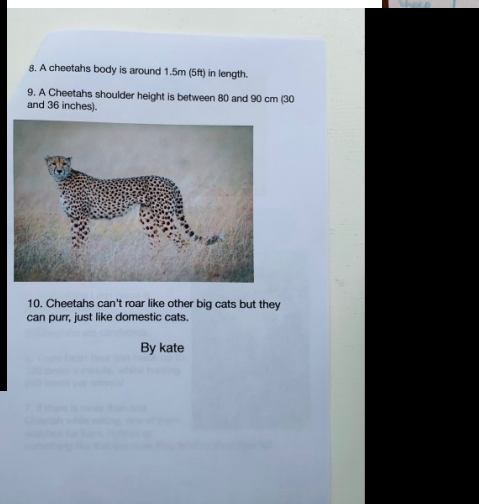 8. A cheetahs body is around 1.5m (5ft) in length.
9. A Cheetahs shoulder height is between 80 and 90 cm (30
and 36 inches).
10. Cheetahs can't roar like other big cats but they
can purr, just like domestic cats.
By kate